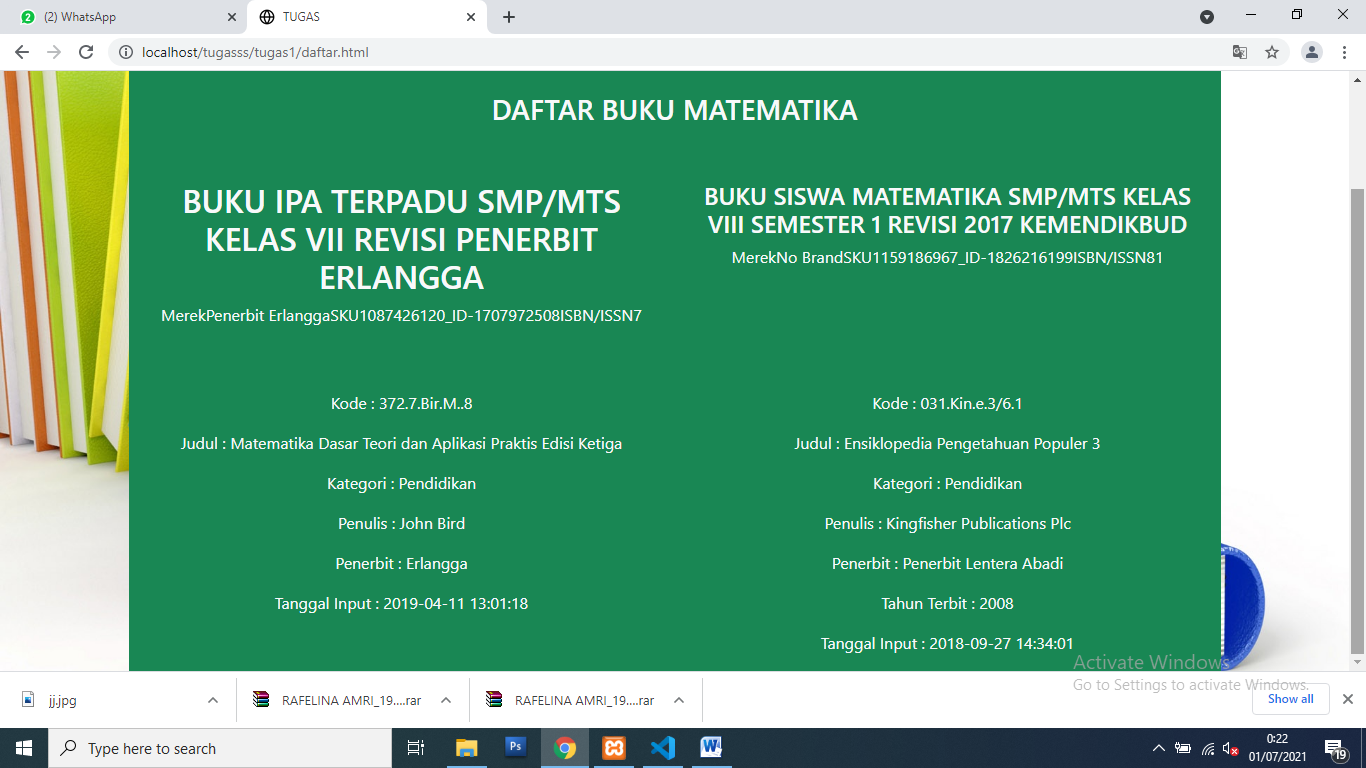 (2) WhatsApp
TUGAS
localhost/tugasss/tugas1/daftar.html
DAFTAR BUKU MATEMATIKA
BUKU IPA TERPADU SMP/MTS
KELAS VII REVISI PENERBIT
ERLANGGA
MerekPenerbit ErlanggaSKU1087426120_ID-1707972508ISBN/ISSN7
BUKU SISWA MATEMATIKA SMP/MTS KELAS
VIII SEMESTER 1 REVISI 2017 KEMENDIKBUD
MerekNo BrandSKU1159186967_ID-1826216199ISBN/ISSN81
Kode : 372.7.Bir.M..8
Judul : Matematika Dasar Teori dan Aplikasi Praktis Edisi Ketiga
Kategori : Pendidikan
Penulis : John Bird
Penerbit : Erlangga
Tanggal Input : 2019-04-11 13:01:18
Kode : 031.Kin.e.3/6.1
Judul : Ensiklopedia Pengetahuan Populer 3
Kategori : Pendidikan
Penulis : Kingfisher Publications Plc
Penerbit : Penerbit Lentera Abadi
Tahun Terbit : 2008
Tanggal Input : 2018-09-27 14:34:01
Activate Windows
Go to Settings to activate Windows.
jj.jpg
RAFELINA AMRI_19....rar
RAFELINA AMRI_19....rar
Show all
Type here to search
Ps
0:22
01/07/2021
19